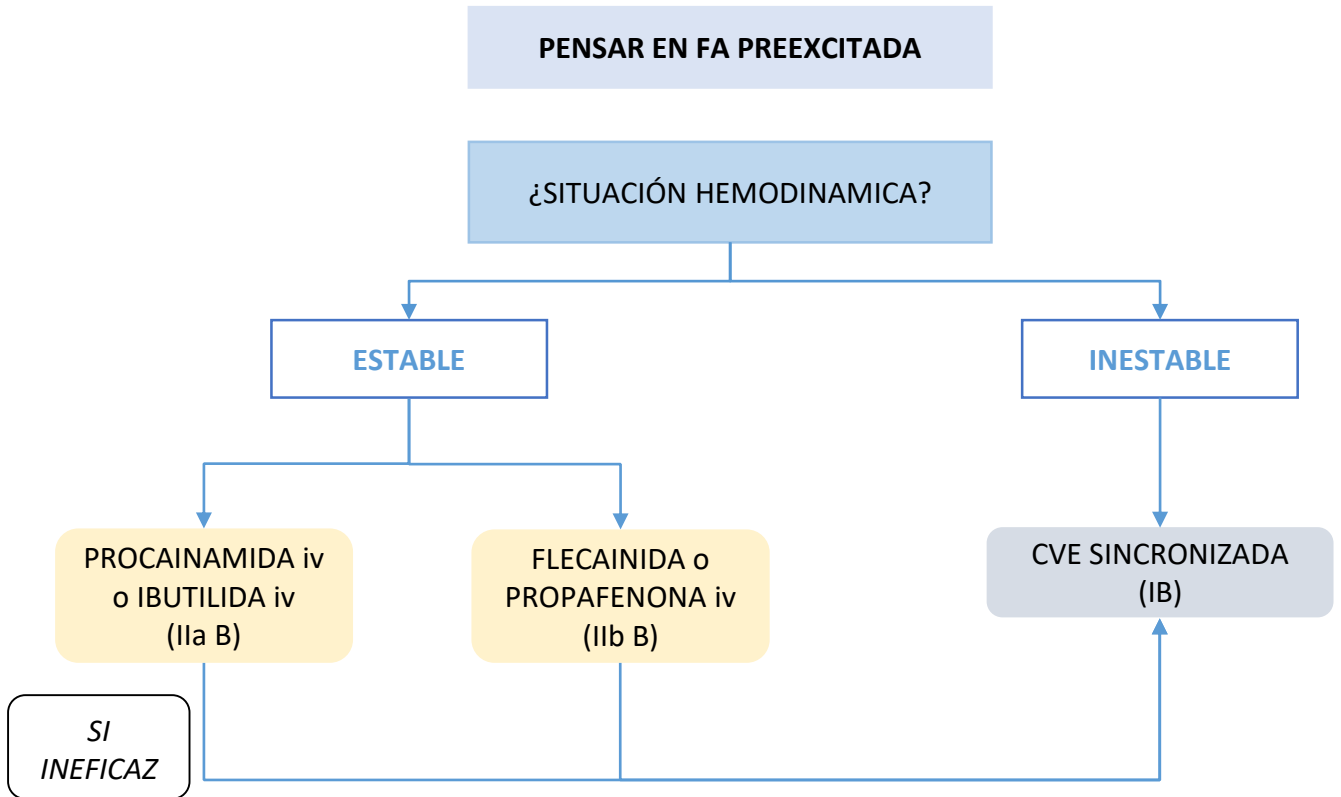 PENSAR EN FA PREEXCITADA
¿SITUACIÓN HEMODINAMICA?
ESTABLE
INESTABLE
PROCAINAMIDA iv
o IBUTILIDA iv
(IIa B)
FLECAINIDA o
PROPAFENONA iv
(IIb B)
CVE SINCRONIZADA
(IB)
SI
INEFICAZ